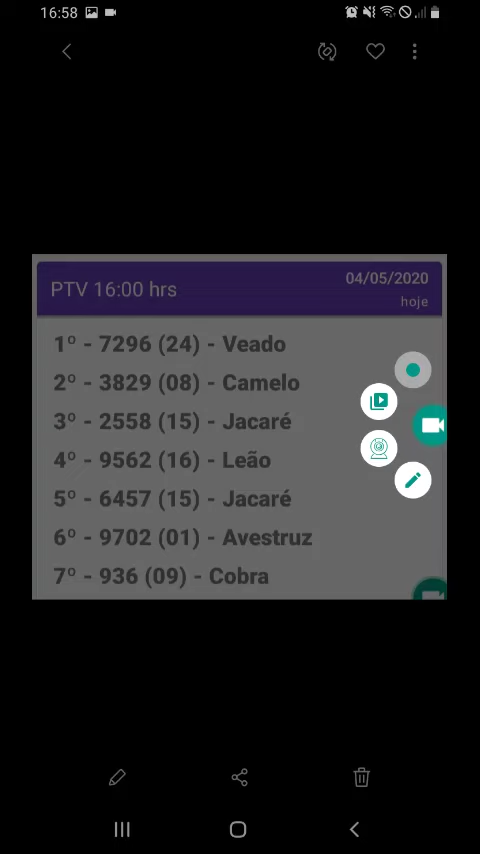 16:58
PTV 16:00 hrs
04/05/2020
hoje
1º - 7296 (24) - Veado
2º - 3829 (08) - Camelo
3º - 2558 (15) - Jacaré
4º - 9562 (16) - Leão
5º - 6457 (15) - Jacaré
6º - 9702 (01) - Avestruz
7º - 936 (09) - Cobra